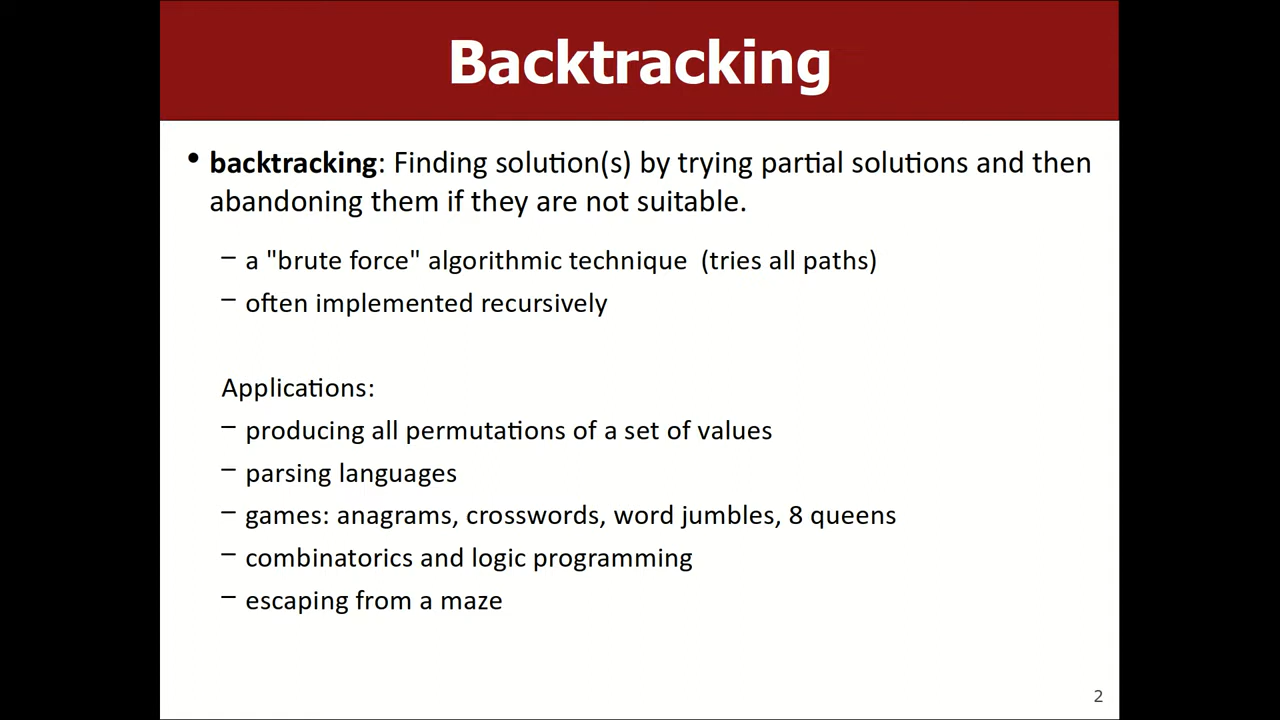 Backtracking
• backtracking: Finding solution(s) by trying partial solutions and then
abandoning them if they are not suitable.
– a "brute force" algorithmic technique  (tries all paths)
– often implemented recursively
Applications:
– producing all permutations of a set of values
– parsing languages
– games: anagrams, crosswords, word jumbles, 8 queens
– combinatorics and logic programming
– escaping from a maze
2